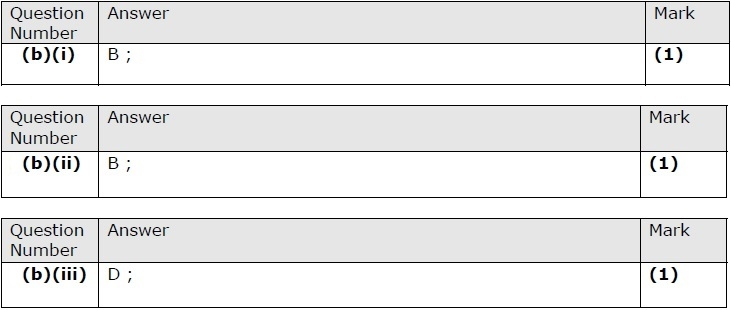 Question Number Answer Mark
(b)(i) B ; (1)
Question Number Answer Mark
(b)(ii) B ; (1)
Question Number Answer Mark
(b)(iii) D ; (1)